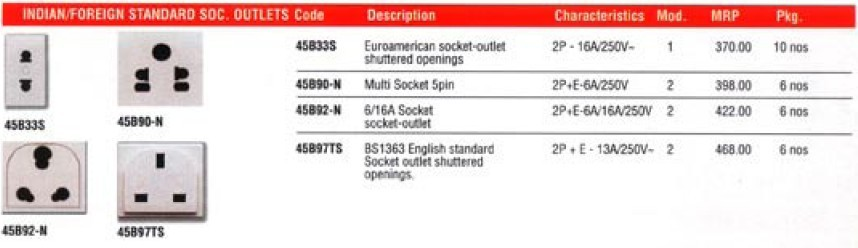 INDIAN/FOREIGN STANDARD SOC. OUTLETS Code Description Characteristics Mod. MRP Pkg.
45B33S Euroamerican socket-outlet 2P - 16A/250V~ 1 370.00 10 nos
shuttered openings
45B90-N Multi Socket 5pin 2P+E-6A/250V 2 398.00 6 nos
45B92-N 6/16A Socket 2P+E-6A/16A/250V 2 422.00 6 nos
socket-outlet
45B97TS BS1363 English standard 2P + E - 13A/250V~ 2 468.00 6 nos
Socket outlet shuttered
openings.
45B33S 45B90-N
45B92-N 45B97TS